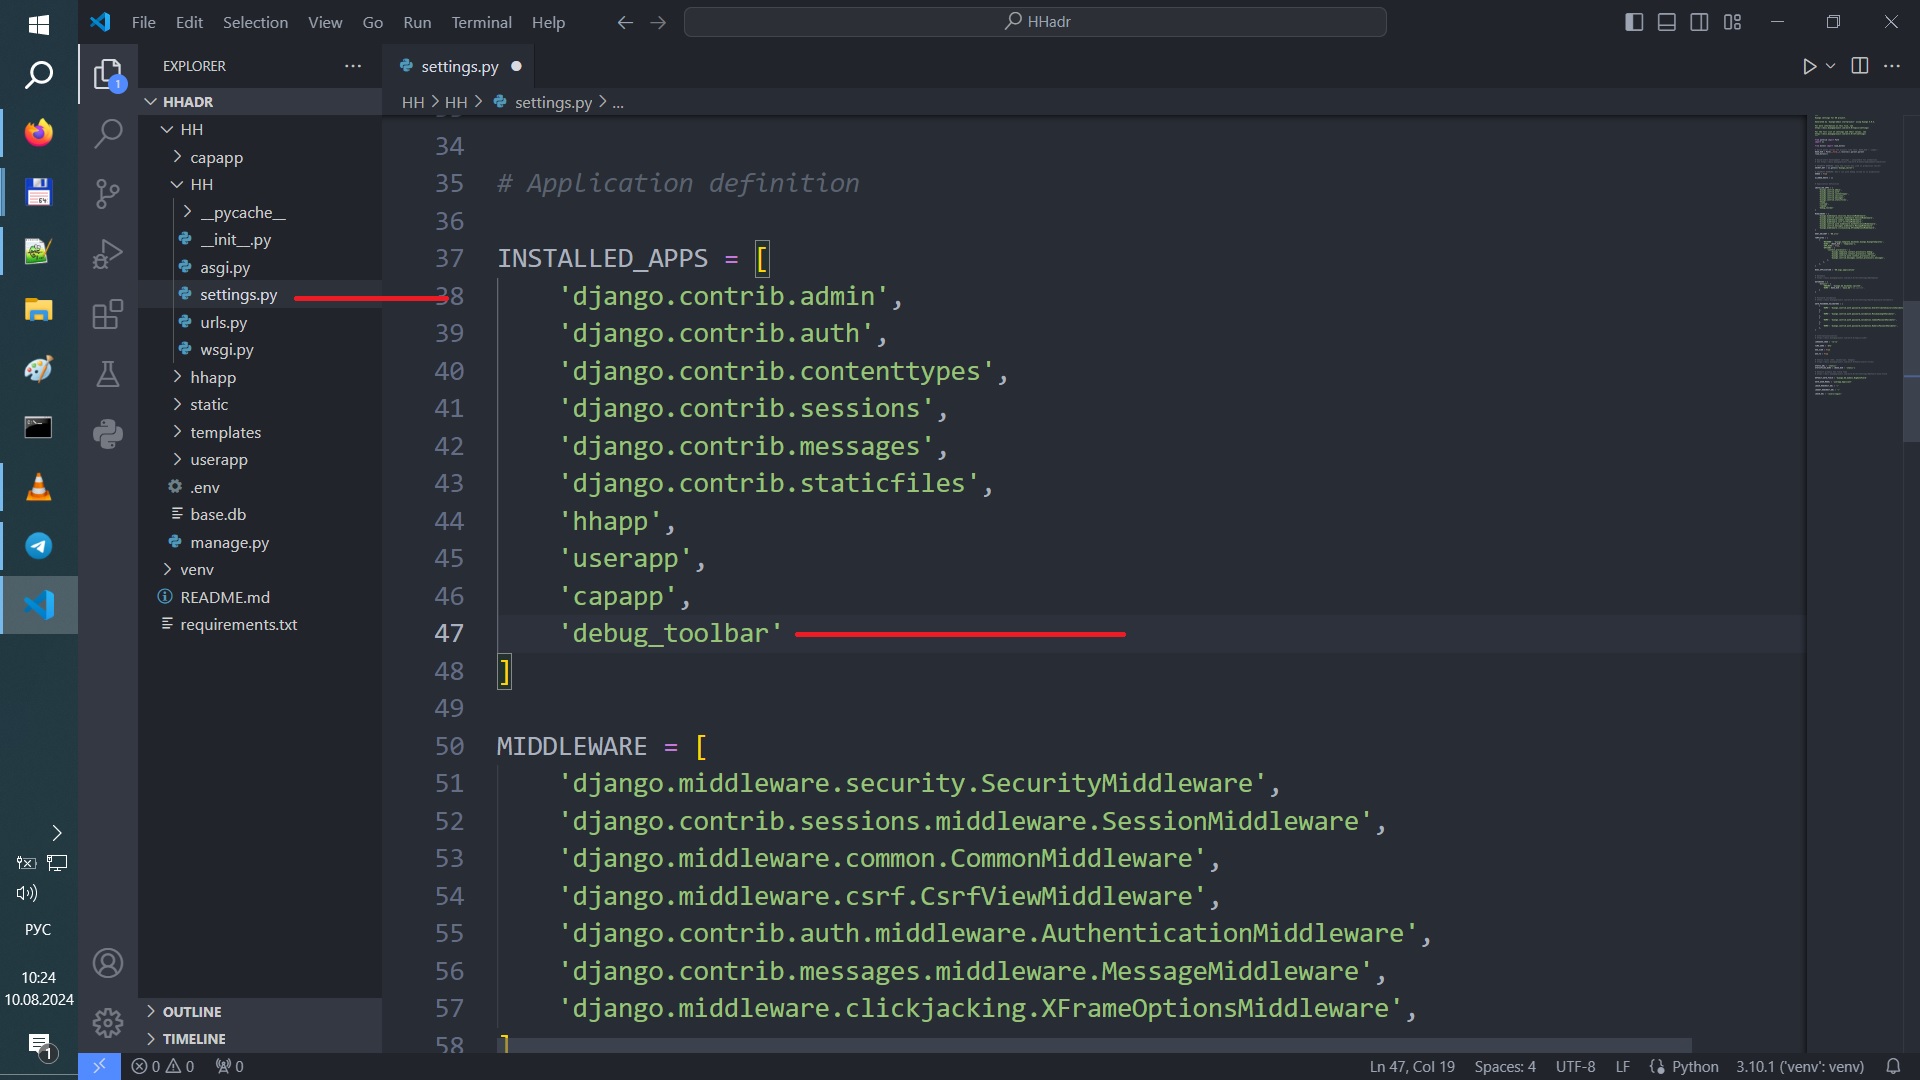 File Edit Selection View Go Run Terminal Help
HHadr
EXPLORER
settings.py
HHADR
HH > HH > settings.py > ...
HH
capapp
HH
__pycache__
__init__.py
asgi.py
settings.py
urls.py
wsgi.py
hhapp
static
templates
userapp
.env
base.db
manage.py
venv
README.md
requirements.txt
OUTLINE
TIMELINE
34
35 # Application definition
36
37 INSTALLED_APPS = [
38 'django.contrib.admin',
39 'django.contrib.auth',
40 'django.contrib.contenttypes',
41 'django.contrib.sessions',
42 'django.contrib.messages',
43 'django.contrib.staticfiles',
44 'hhapp',
45 'userapp',
46 'capapp',
47 'debug_toolbar'
48 ]
49
50 MIDDLEWARE = [
51 'django.middleware.security.SecurityMiddleware',
52 'django.contrib.sessions.middleware.SessionMiddleware',
53 'django.middleware.common.CommonMiddleware',
54 'django.middleware.csrf.CsrfViewMiddleware',
55 'django.contrib.auth.middleware.AuthenticationMiddleware',
56 'django.contrib.messages.middleware.MessageMiddleware',
57 'django.middleware.clickjacking.XFrameOptionsMiddleware',
58 ]
1
64
РУС
10:24
10.08.2024
1
0 0 0
Ln 47, Col 19 Spaces: 4 UTF-8 LF Python 3.10.1 ('venv': venv)